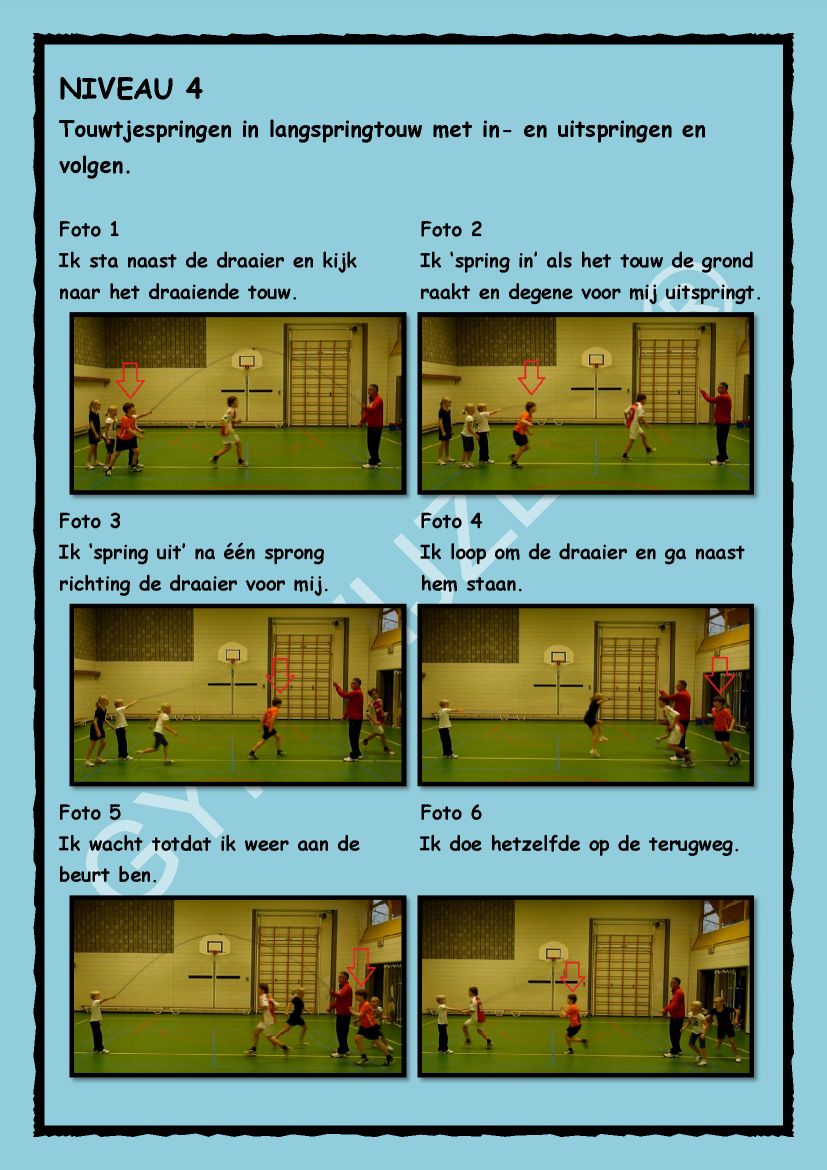 NIVEAU 4
Touwtjespringen in langspringtouw met in- en uitspringen en
volgen.
Foto 1
Ik sta naast de draaier en kijk
naar het draaiende touw.
Foto 2
Ik ‘spring in’ als het touw de grond
raakt en degene voor mij uitspringt.
Foto 3
Ik ‘spring uit’ na één sprong
richting de draaier voor mij.
Foto 4
Ik loop om de draaier en ga naast
hem staan.
Foto 5
Ik wacht totdat ik weer aan de
beurt ben.
Foto 6
Ik doe hetzelfde op de terugweg.